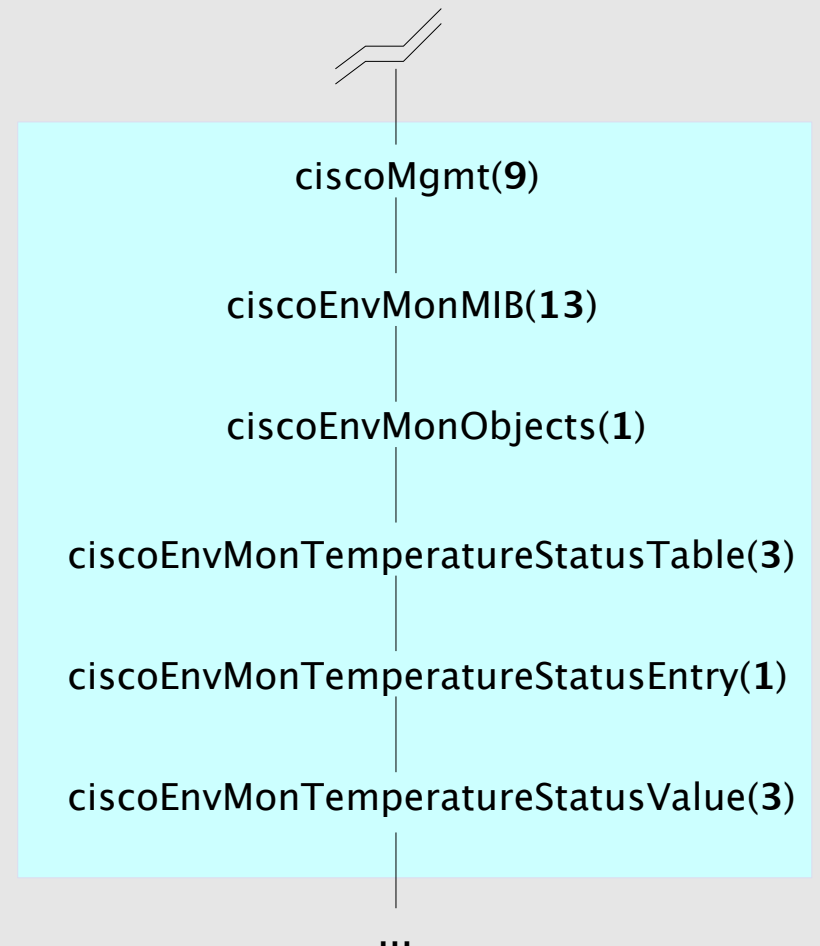 ciscoMgmt(9)
ciscoEnvMonMIB(13)
ciscoEnvMonObjects(1)
ciscoEnvMonTemperatureStatusTable(3)
ciscoEnvMonTemperatureStatusEntry(1)
ciscoEnvMonTemperatureStatusValue(3)
...